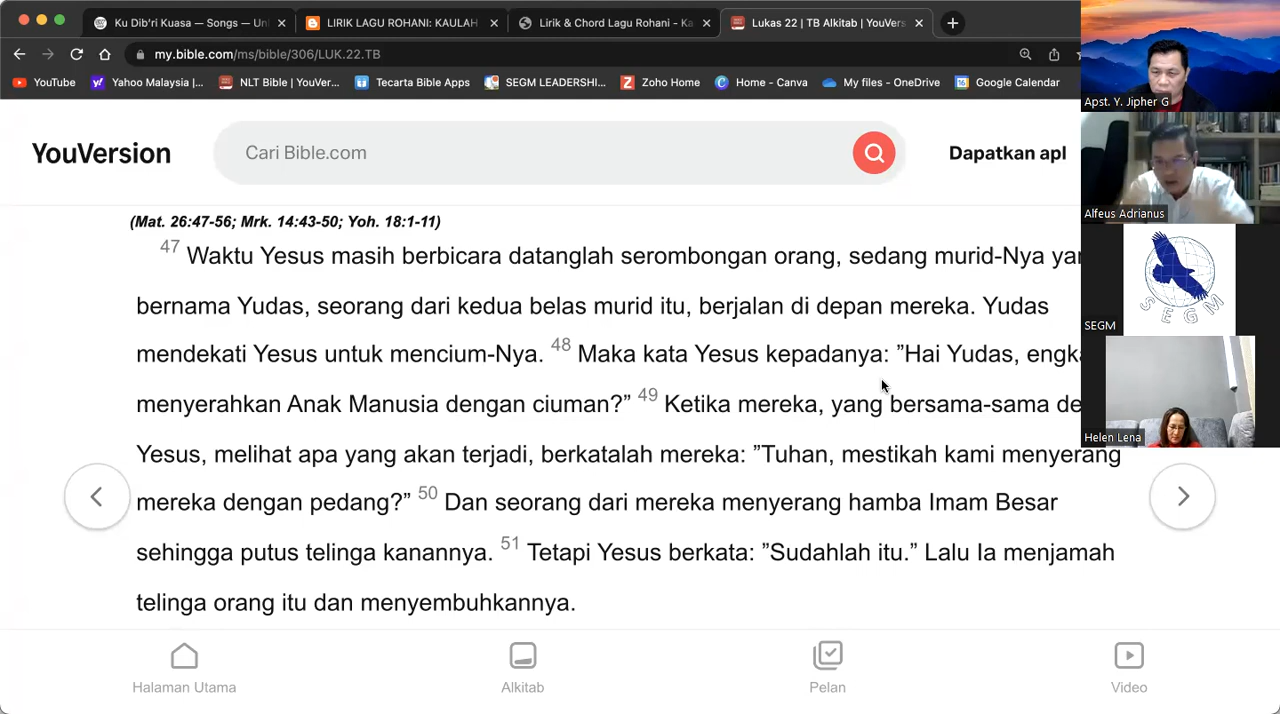 Ku Dib'ri Kuasa — Songs — Un
LIRIK LAGU ROHANI: KAULAH
Lirik & Chord Lagu Rohani - Ka
Lukas 22 | TB Alkitab | YouVers
my.bible.com/ms/bible/306/LUK.22.TB
YouTube
Yahoo Malaysia |...
NLT Bible | YouVer...
Tecarta Bible Apps
SEGM LEADERSHI...
Zoho Home
Home - Canva
My files - OneDrive
Google Calendar
YouVersion
Cari Bible.com
Dapatkan apl
(Mat. 26:47-56; Mrk. 14:43-50; Yoh. 18:1-11)
47 Waktu Yesus masih berbicara datanglah serombongan orang, sedang murid-Nya yan
bernama Yudas, seorang dari kedua belas murid itu, berjalan di depan mereka. Yudas
mendekati Yesus untuk mencium-Nya. 48 Maka kata Yesus kepadanya: ”Hai Yudas, engka
menyerahkan Anak Manusia dengan ciuman?” 49 Ketika mereka, yang bersama-sama de
Yesus, melihat apa yang akan terjadi, berkatalah mereka: ”Tuhan, mestikah kami menyerang
mereka dengan pedang?” 50 Dan seorang dari mereka menyerang hamba Imam Besar
sehingga putus telinga kanannya. 51 Tetapi Yesus berkata: ”Sudahlah itu.” Lalu Ia menjamah
telinga orang itu dan menyembuhkannya.
Halaman Utama
Alkitab
Pelan
Video
Apst. Y. Jipher G
Alfeus Adrianus
SEGM
SEGM
Helen Lena